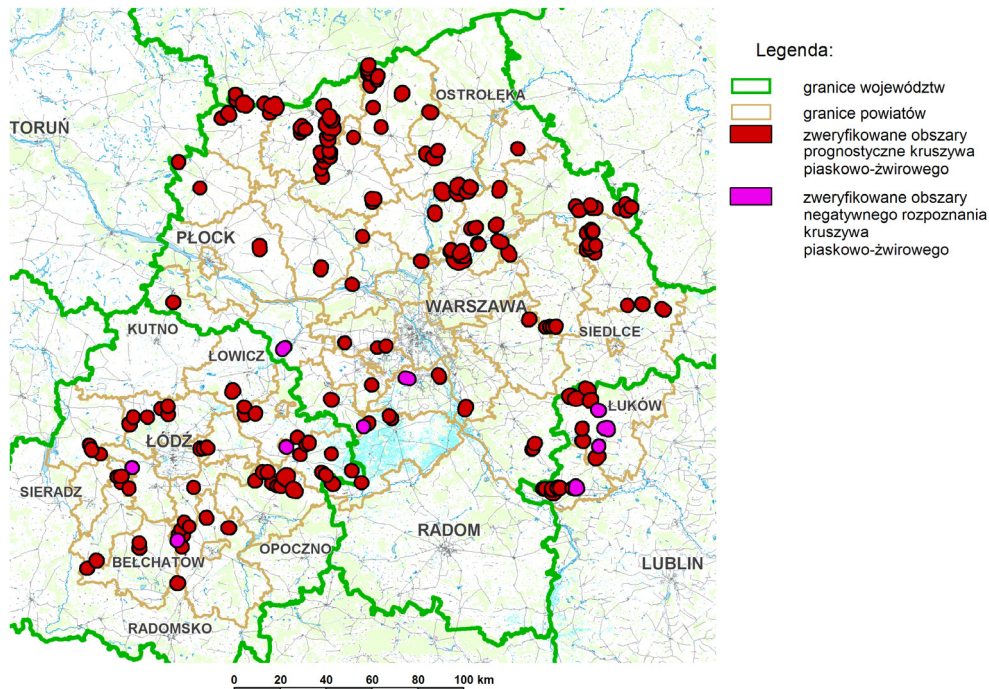 OSTROŁĘKA
TORUŃ
PŁOCK
WARSZAWA
KUTNO
SIEDLCE
ŁOWICZ
ŁUKÓW
ŁÓDŹ
SIERADZ
RADOM
OPOCZNO
BEŁCHATÓW
LUBLIN
RADOMSKO
0 20 40 60 80 100 km
Legenda:
granice województw
granice powiatów
zweryfikowane obszary
prognostyczne kruszywa
piaskowo-żwirowego
zweryfikowane obszary
negatywnego rozpoznania
kruszywa
piaskowo-żwirowego